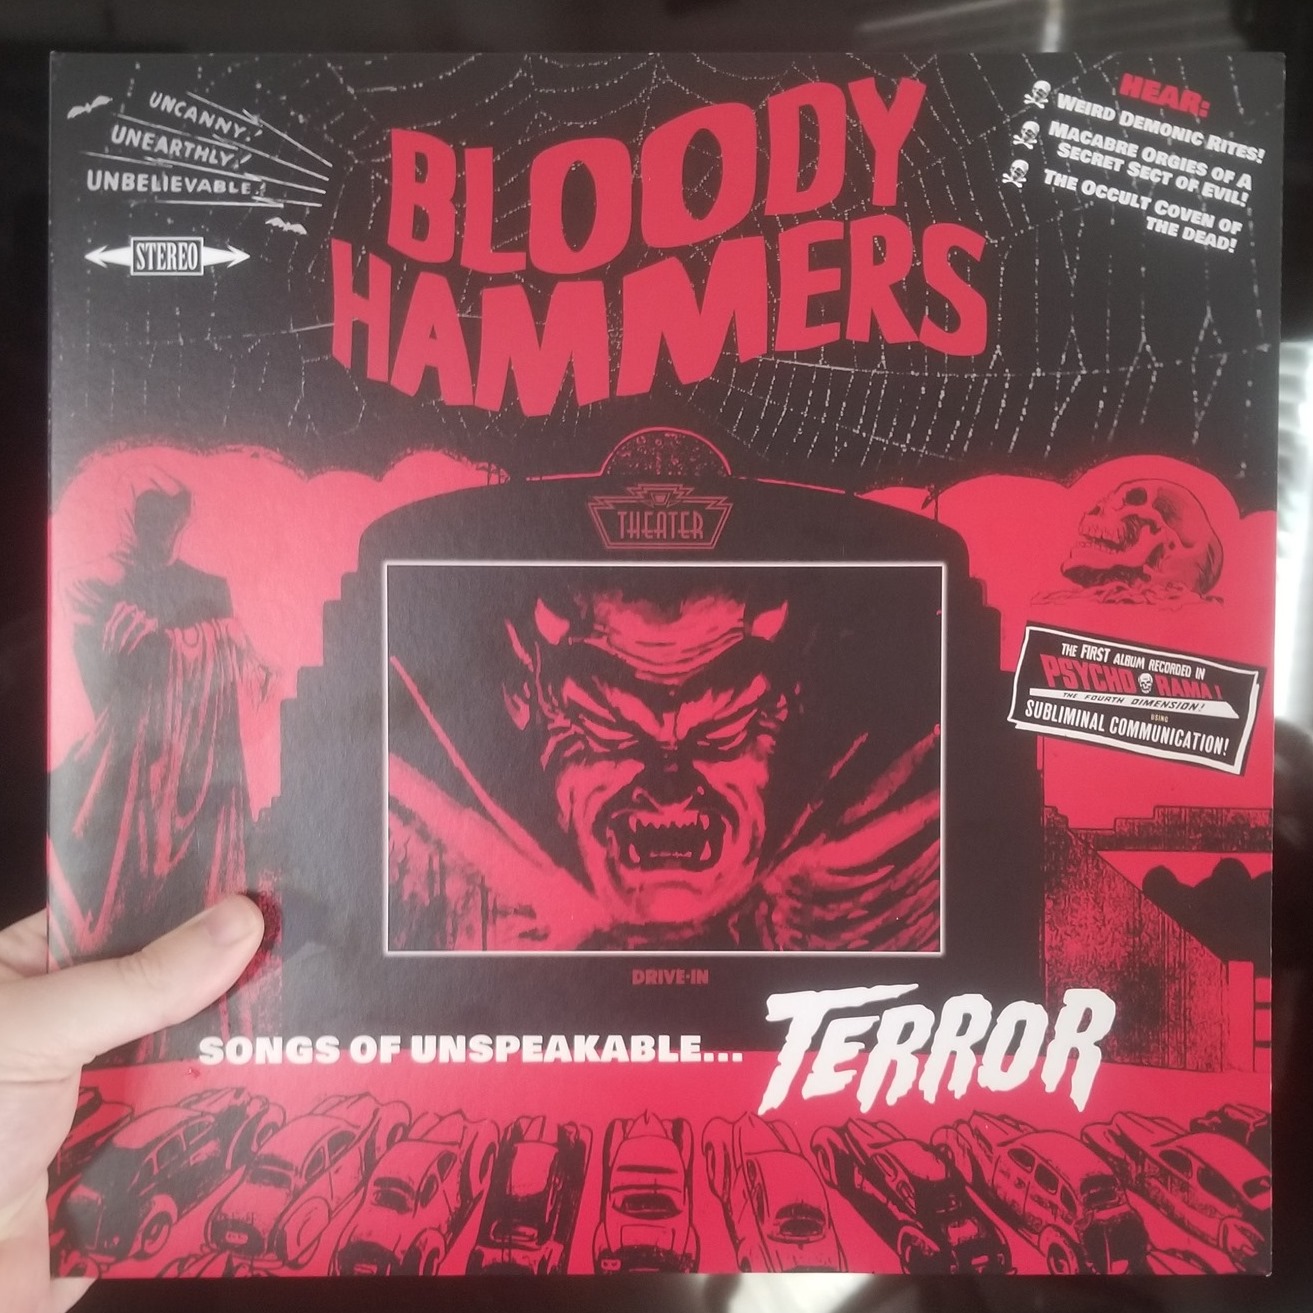 UNCANNY!
UNEARTHLY!
UNBELIEVABLE!
STEREO
BLOODY
HAMMERS
HEAR:
WEIRD DEMONIC RITES!
MACABRE ORGIES OF A
SECRET SECT OF EVIL!
THE OCCULT COVEN OF
THE DEAD!
THEATER
THE FIRST ALBUM RECORDED IN
PSYCHO RAMA!
THE FOURTH DIMENSION!
USING
SUBLIMINAL COMMUNICATION!
DRIVE-IN
SONGS OF UNSPEAKABLE... TERROR